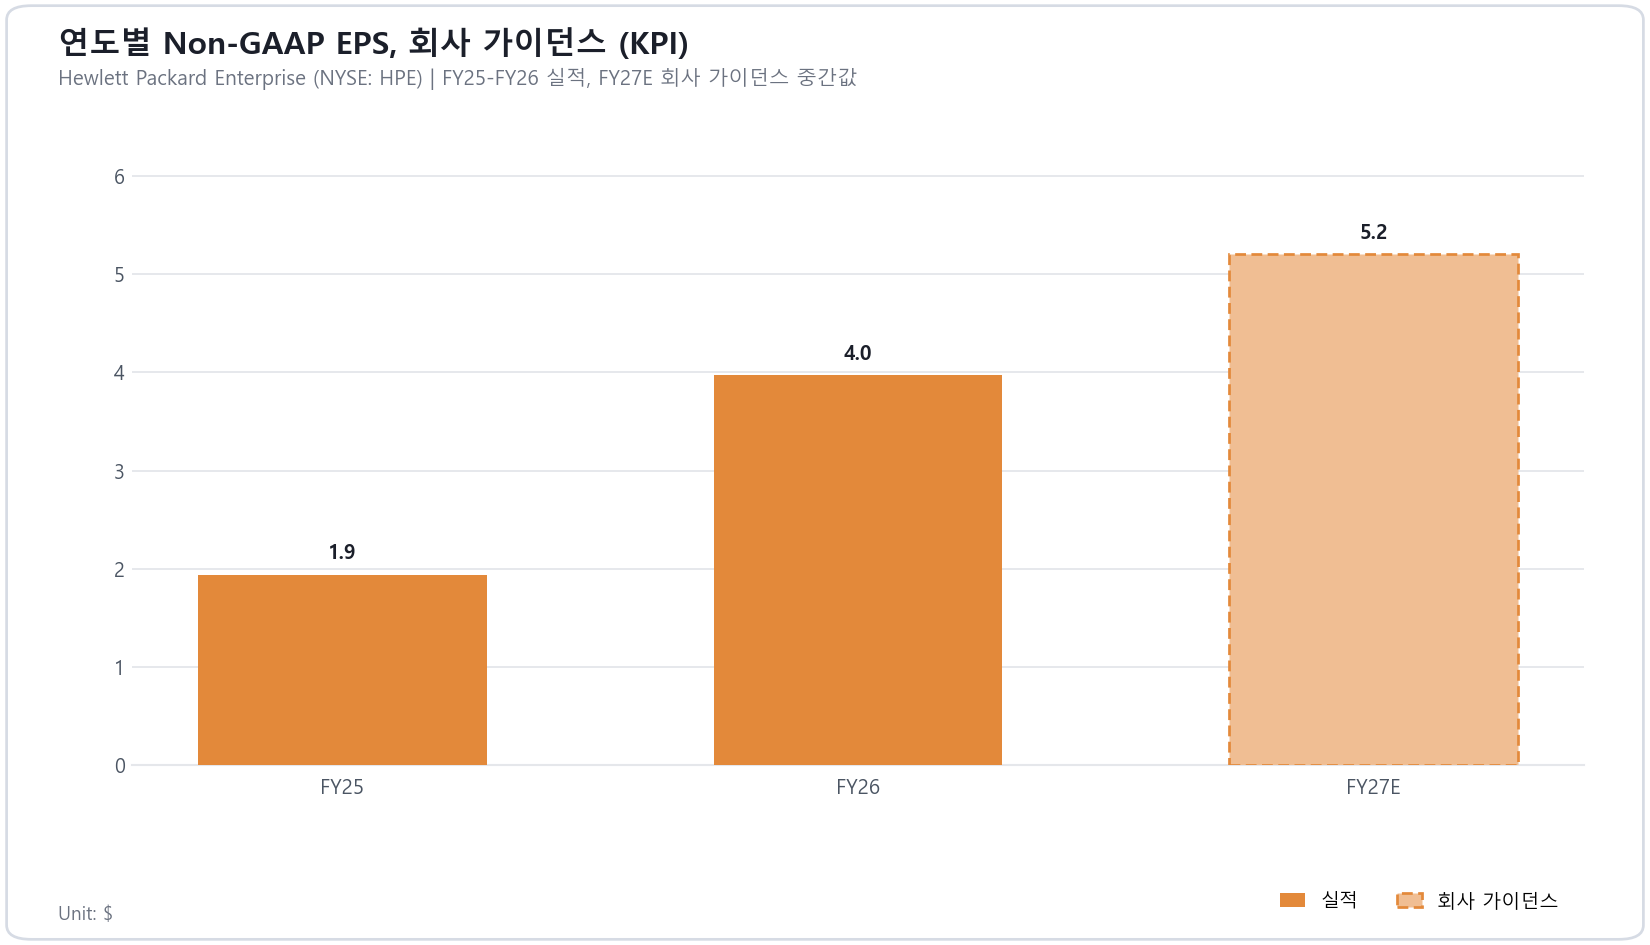 연도별 Non-GAAP EPS, 회사 가이던스 (KPI)
Hewlett Packard Enterprise (NYSE: HPE) | FY25-FY26 실적, FY27E 회사 가이던스 중간값
6
5
4
3
2
1
0
1.9
4.0
5.2
FY25
FY26
FY27E
실적
회사 가이던스
Unit: $